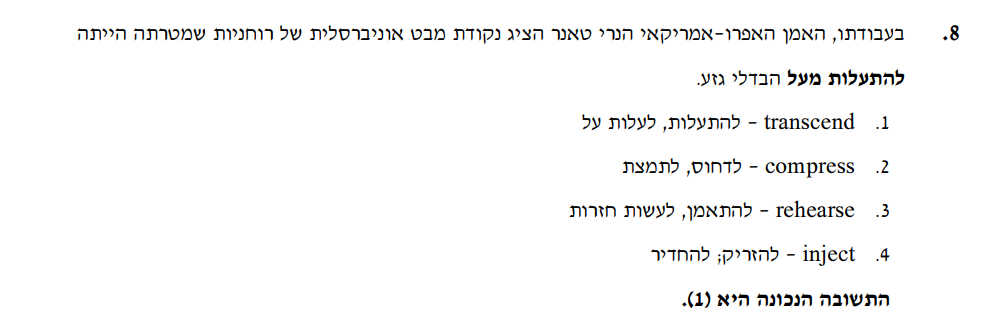 8. בעבודתו, האמן האפרו-אמריקאי הנרי טאנר הציג נקודת מבט אוניברסלית של רוחניות שמטרתה הייתה
להתעלות מעל הבדלי גזע.
1. transcend - להתעלות, לעלות על
2. compress - לדחוס, לתמצת
3. rehearse - להתאמן, לעשות חזרות
4. inject - להזריק; להחדיר
התשובה הנכונה היא (1).